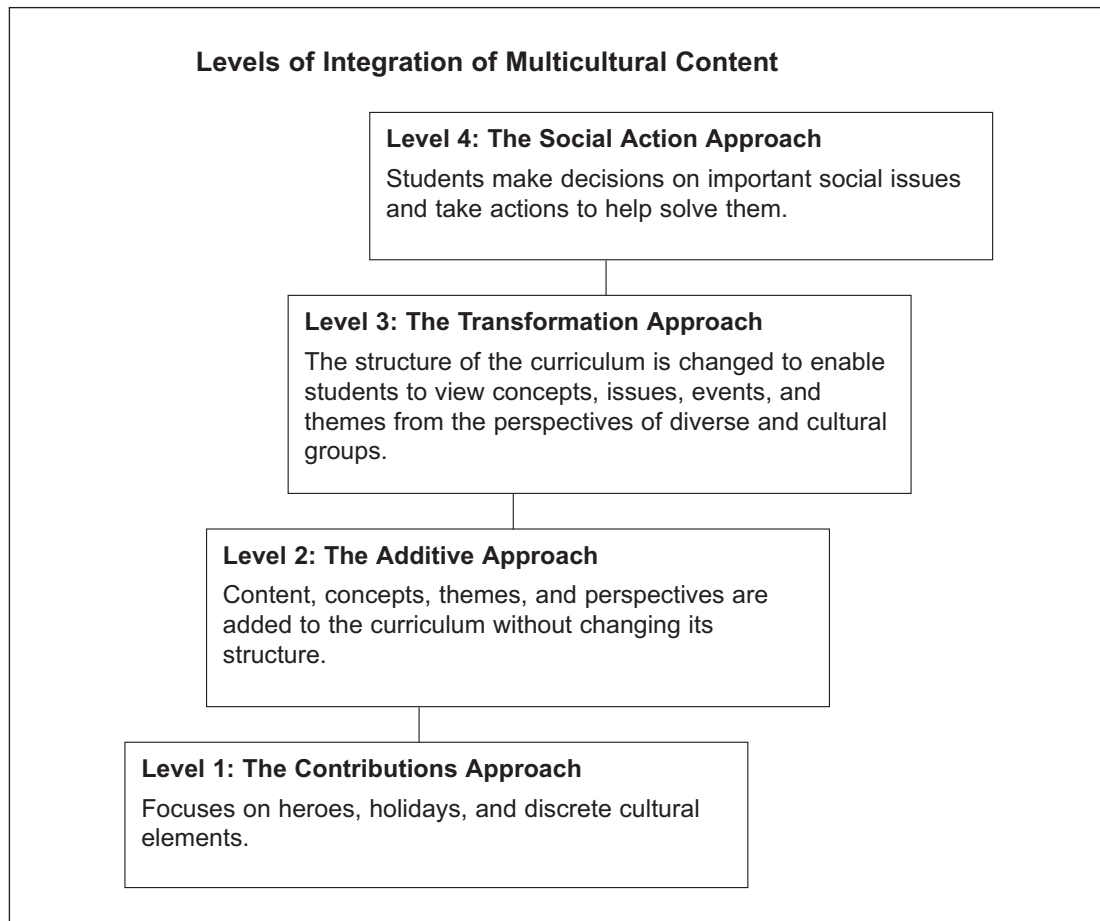 Levels of Integration of Multicultural Content
Level 4: The Social Action Approach
Students make decisions on important social issues
and take actions to help solve them.
Level 3: The Transformation Approach
The structure of the curriculum is changed to enable
students to view concepts, issues, events, and
themes from the perspectives of diverse and cultural
groups.
Level 2: The Additive Approach
Content, concepts, themes, and perspectives are
added to the curriculum without changing its
structure.
Level 1: The Contributions Approach
Focuses on heroes, holidays, and discrete cultural
elements.